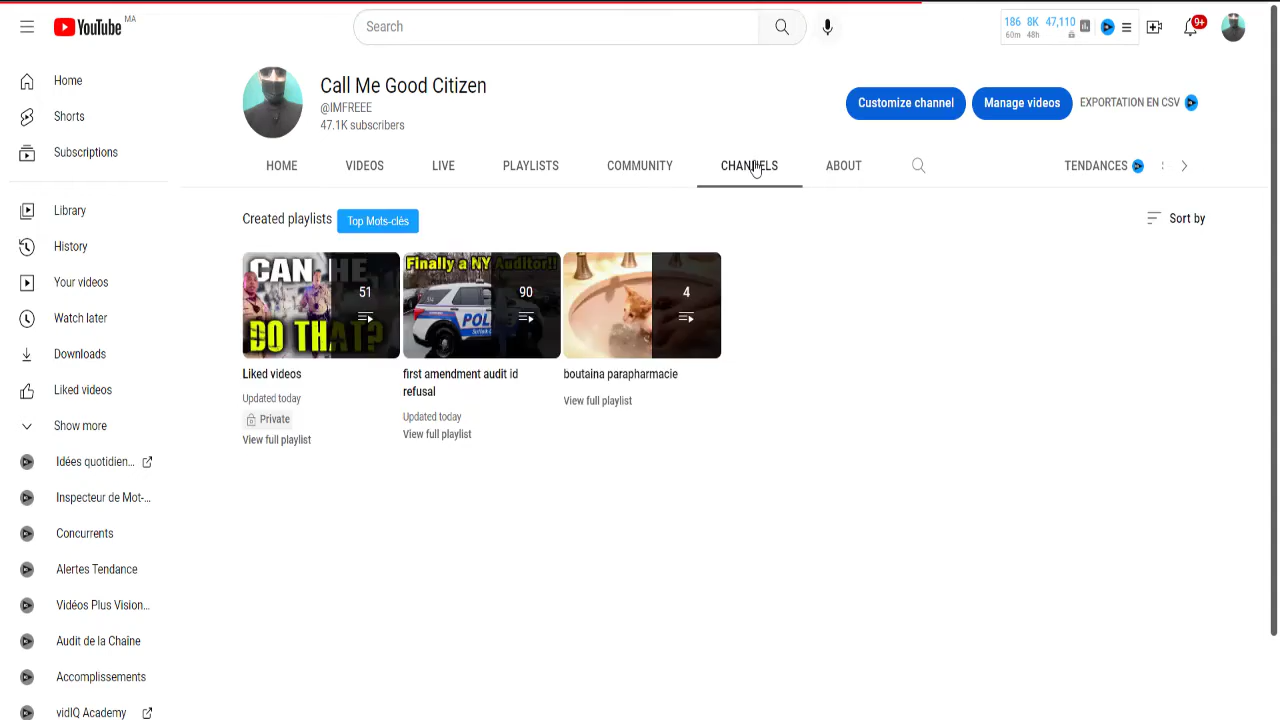 YouTube MA
Search
186 8K 47,110
60m 48h
9+
Home
Shorts
Subscriptions
Library
History
Your videos
Watch later
Downloads
Liked videos
Show more
Idées quotidien...
Inspecteur de Mot-...
Concurrents
Alertes Tendance
Vidéos Plus Vision...
Audit de la Chaîne
Accomplissements
vidIQ Academy
Call Me Good Citizen
@IMFREEE
47.1K subscribers
Customize channel
Manage videos
EXPORTATION EN CSV
HOME VIDEOS LIVE PLAYLISTS COMMUNITY CHANNELS ABOUT TENDANCES
Created playlists
Top Mots-clés
Sort by
CAN HE
DO THAT?
51
Liked videos
Updated today
Private
View full playlist
Finally a NY Auditor!!
POL
90
first amendment audit id
refusal
Updated today
View full playlist
4
boutaina parapharmacie
View full playlist